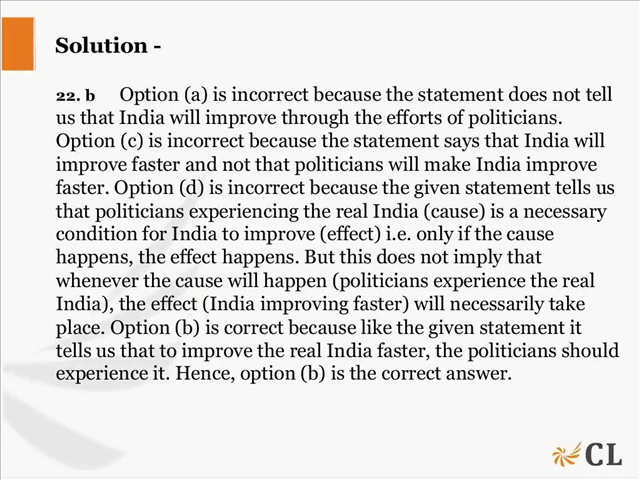 Solution -
22. b Option (a) is incorrect because the statement does not tell
us that India will improve through the efforts of politicians.
Option (c) is incorrect because the statement says that India will
improve faster and not that politicians will make India improve
faster. Option (d) is incorrect because the given statement tells us
that politicians experiencing the real India (cause) is a necessary
condition for India to improve (effect) i.e. only if the cause
happens, the effect happens. But this does not imply that
whenever the cause will happen (politicians experience the real
India), the effect (India improving faster) will necessarily take
place. Option (b) is correct because like the given statement it
tells us that to improve the real India faster, the politicians should
experience it. Hence, option (b) is the correct answer.
CL